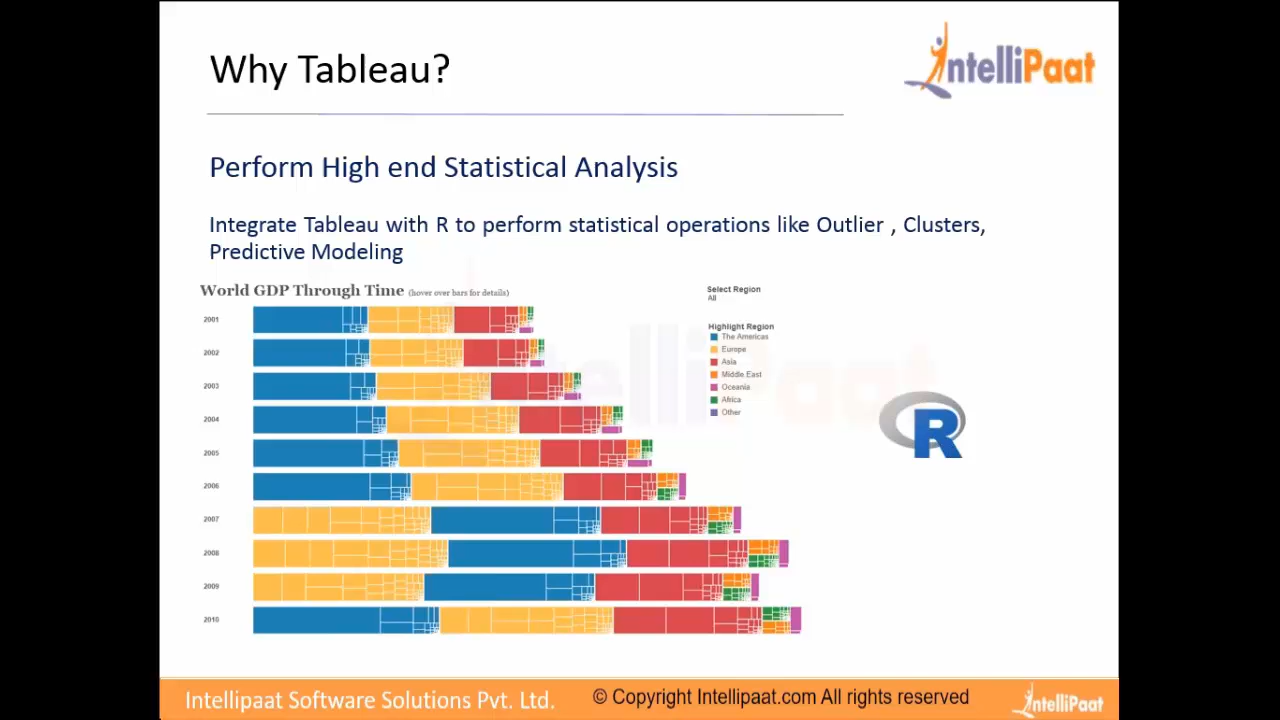 Why Tableau?
IntelliPaat
Perform High end Statistical Analysis
Integrate Tableau with R to perform statistical operations like Outlier , Clusters,
Predictive Modeling
World GDP Through Time (hover over bars for details)
Select Region
All
Highlight Region
The Americas
Europe
Asia
Middle East
Oceania
Africa
Other
2001
2002
2003
2004
2005
2006
2007
2008
2009
2010
R
Intellipaat Software Solutions Pvt. Ltd.
© Copyright Intellipaat.com All rights reserved
IntelliPaat